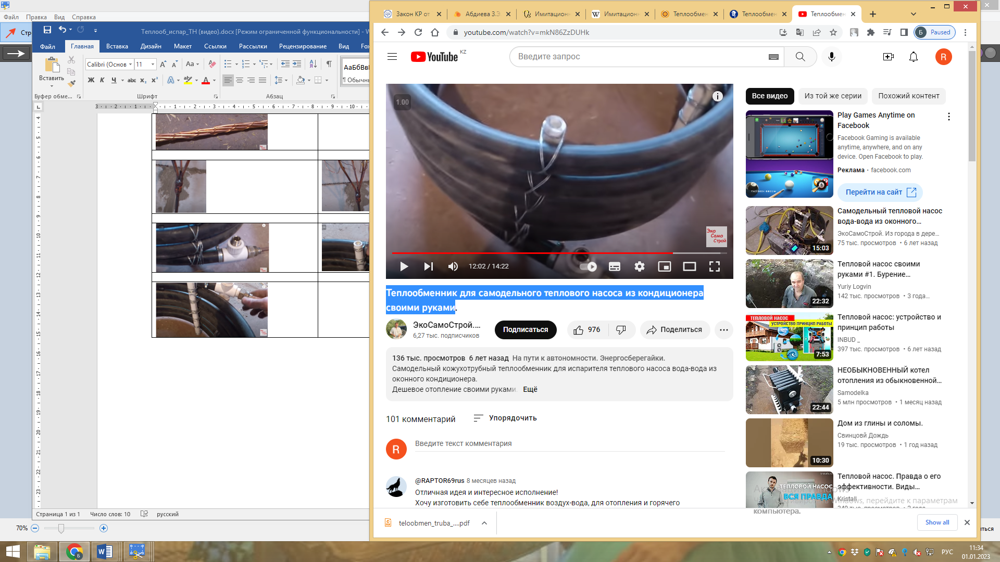 Файл Правка Вид Справка
Теплооб_испар_ТН (видео).docx [Режим ограниченной функциональности] - W
Файл Главная Вставка Дизайн Макет Ссылки Рассылки Рецензирование Вид
Calibri (Основ 11
Вставить
Ж К Ч abc x₂ x²
АаБбВвІ
¶ Обычны
Буфер обме... Шрифт Абзац
Страница 1 из 1 Число слов: 10 русский
70%
Закон КР от
Абдиева З.Э
Имитационн
Имитационн
Теплообмен
Теплообмен
Теплообмен
youtube.com/watch?v=mkN86ZzDUHk
Б Paused
YouTube KZ
Введите запрос
R
1.00
Эко
Само
Строй
12:02 / 14:22
Теплообменник для самодельного теплового насоса из кондиционера
своими руками.
ЭкоСамоСтрой....
6,27 тыс. подписчиков
Подписаться
976
Поделиться
136 тыс. просмотров 6 лет назад На пути к автономности. Энергосберегайки.
Самодельный кожухотрубный теплообменник для испарителя теплового насоса вода-вода из
оконного кондиционера.
Дешевое отопление своими руками. Ещё
101 комментарий
Упорядочить
R
Введите текст комментария
@RAPTOR69rus 8 месяцев назад
Отличная идея и интересное исполнение!
Хочу изготовить себе теплообменник воздух-вода, для отопления и горячего
Все видео
Из той же серии
Похожий контент
Play Games Anytime on
Facebook
Facebook Gaming is available
anytime, anywhere, and on any
device. Open Facebook to play.
Реклама · facebook.com
Перейти на сайт
Самодельный тепловой насос
вода-вода из оконного...
ЭкоСамоСтрой. Из города в дере...
75 тыс. просмотров • 6 лет назад
15:03
Тепловой насос своими
руками #1. Бурение...
Yuriy Logvin
142 тыс. просмотров • 3 года...
22:32
ТЕПЛОВОЙ НАСОС
УСТРОЙСТВО ПРИНЦИП РАБОТЫ
Тепловой насос: устройство и
принцип работы
INBUD _
397 тыс. просмотров • 6 лет назад
7:53
НЕОБЫКНОВЕННЫЙ котел
отопления из обыкновенной...
Samodelka
5 млн просмотров • 1 месяц назад
22:44
Дом из глины и соломы.
Свинцовй Дождь
19 тыс. просмотров • 1 год назад
10:30
ТЕПЛОВОЙ НАСОС
ВСЯ ПРАВДА
Тепловой насос. Правда о его
эффективности. Виды...
Kristall
Windows, перейдите к параметрам
компьютера.
teloobmen_truba_....pdf
Show all
РУС
11:34
01.01.2023